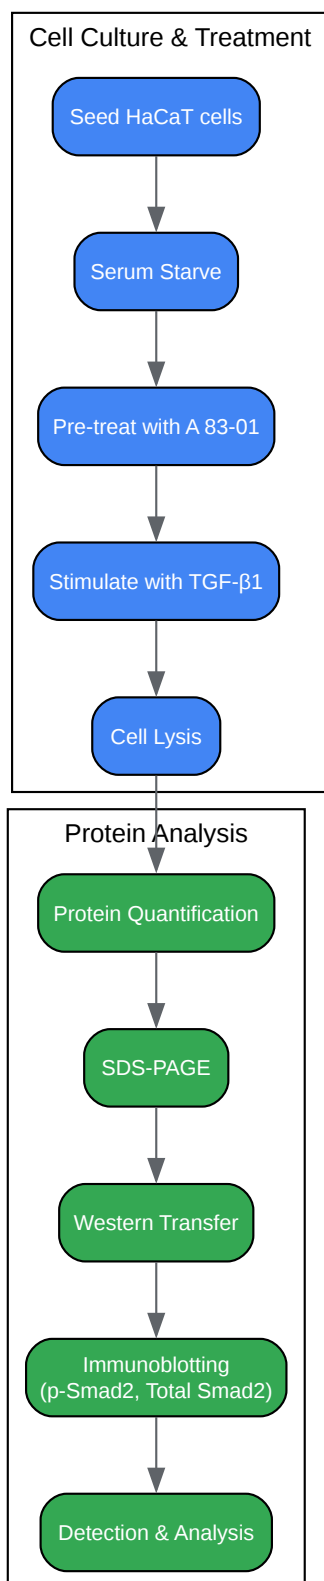 Cell Culture & Treatment
Seed HaCaT cells
Serum Starve
Pre-treat with A 83-01
Stimulate with TGF-β1
Cell Lysis
Protein Analysis
Protein Quantification
SDS-PAGE
Western Transfer
Immunoblotting
(p-Smad2, Total Smad2)
Detection & Analysis